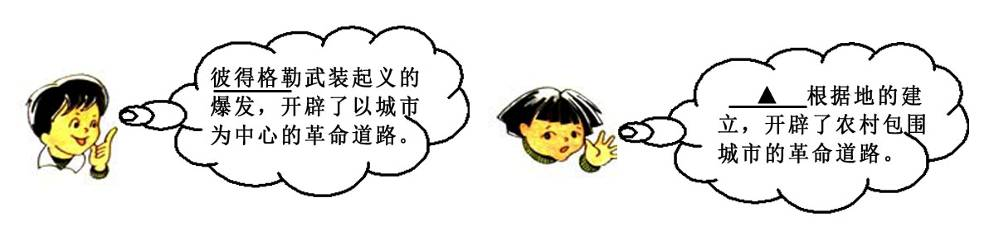 彼得格勒武装起义的
爆发，开辟了以城市
为中心的革命道路。
▲ 根据地的建
立，开辟了农村包围
城市的革命道路。